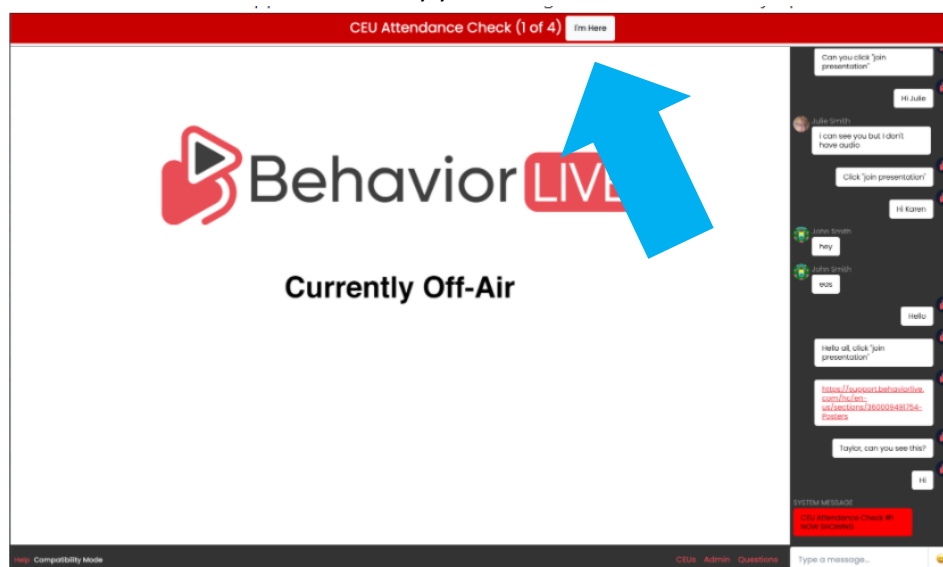 CEU Attendance Check (1 of 4) I'm Here
Behavior LIVE
Currently Off-Air
Can you click "join
presentation"
Hi Julie
Julie Smith
i can see you but I don't
have audio
Click "join presentation"
Hi Karen
John Smith
hey
John Smith
eos
Hello
Hello all, click "join
presentation"
https://support.behaviorlive.
com/hc/en-
us/sections/360009491754-
Posters
Taylor, can you see this?
Hi
SYSTEM MESSAGE
CEU Attendance Check #1
NOW SHOWING
Help Compatibility Mode
CEUs Admin Questions
Type a message...